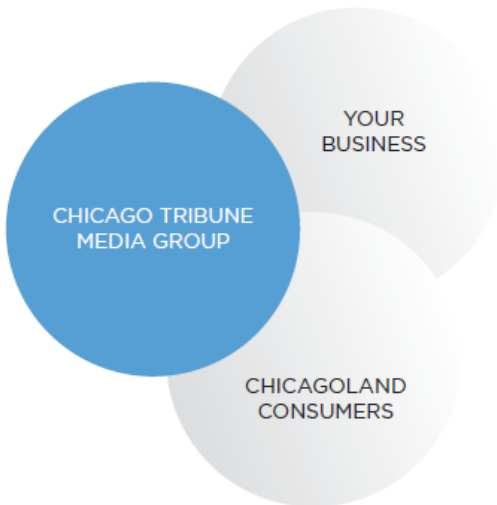 YOUR
BUSINESS
CHICAGO TRIBUNE
MEDIA GROUP
CHICAGOLAND
CONSUMERS